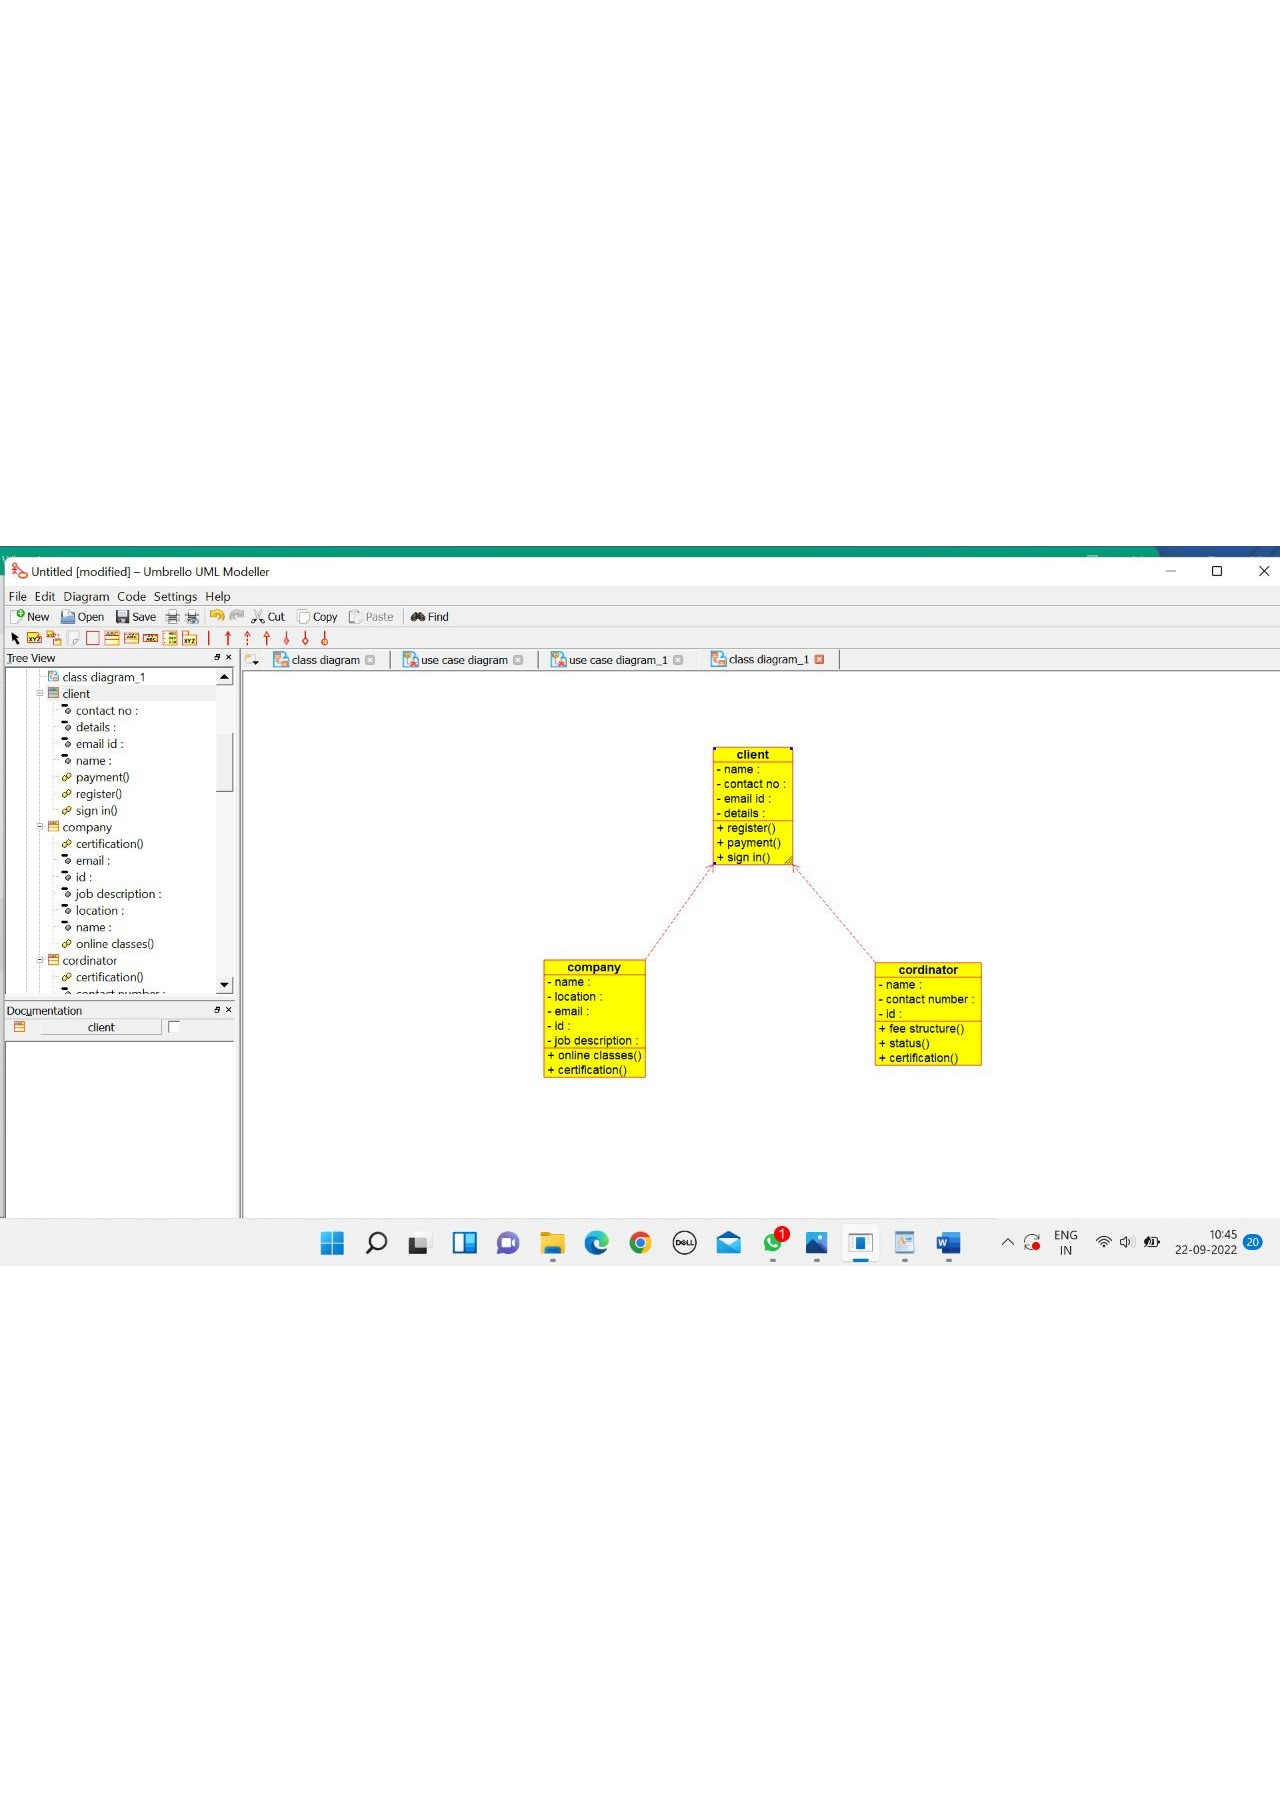 Untitled [modified] – Umbrello UML Modeller
File Edit Diagram Code Settings Help
New Open Save Cut Copy Paste Find
Tree View
class diagram use case diagram use case diagram_1 class diagram_1
class diagram_1
client
contact no :
details :
email id :
name :
payment()
register()
sign in()
company
certification()
email :
id :
job description :
location :
name :
online classes()
cordinator
certification()
contact number :
Documentation
client
client
- name :
- contact no :
- email id :
- details :
+ register()
+ payment()
+ sign in()
company
- name :
- location :
- email :
- id :
- job description :
+ online classes()
+ certification()
cordinator
- name :
- contact number :
- id :
+ fee structure()
+ status()
+ certification()
DELL
1
W
ENG
IN
10:45
22-09-2022
20